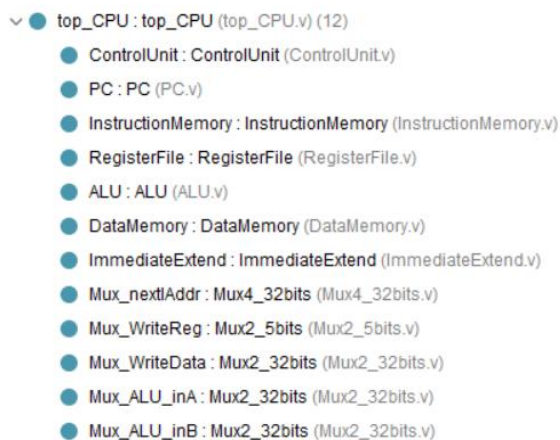 top_CPU : top_CPU (top_CPU.v) (12)
ControlUnit : ControlUnit (ControlUnit.v)
PC : PC (PC.v)
InstructionMemory : InstructionMemory (InstructionMemory.v)
RegisterFile : RegisterFile (RegisterFile.v)
ALU : ALU (ALU.v)
DataMemory : DataMemory (DataMemory.v)
ImmediateExtend : ImmediateExtend (ImmediateExtend.v)
Mux_nextIAddr : Mux4_32bits (Mux4_32bits.v)
Mux_WriteReg : Mux2_5bits (Mux2_5bits.v)
Mux_WriteData : Mux2_32bits (Mux2_32bits.v)
Mux_ALU_inA : Mux2_32bits (Mux2_32bits.v)
Mux_ALU_inB : Mux2_32bits (Mux2_32bits.v)